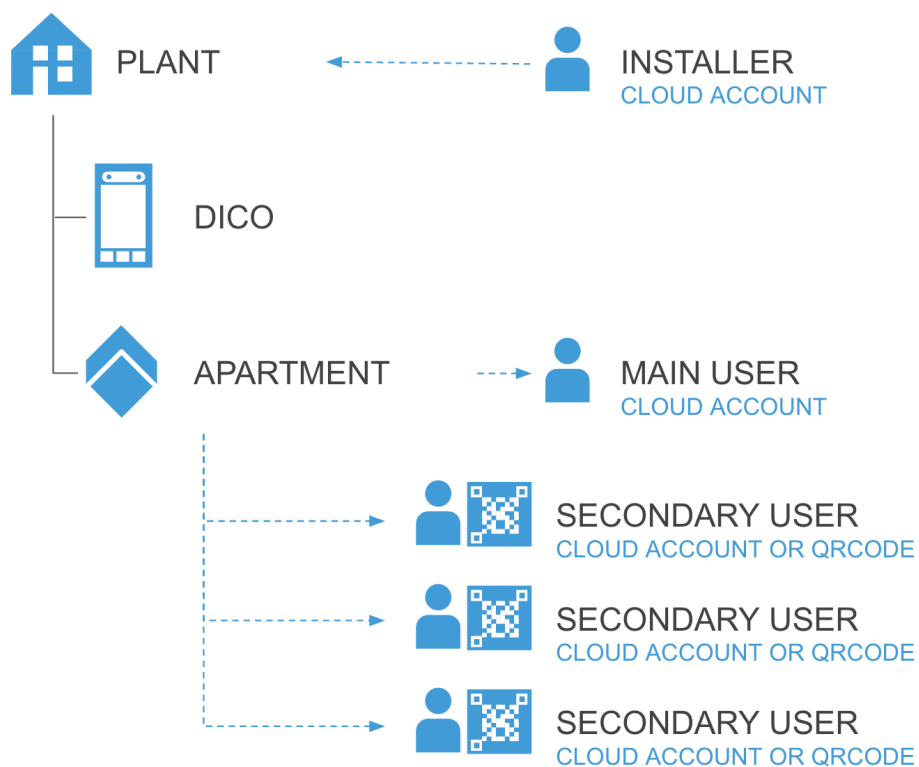 PLANT
INSTALLER
CLOUD ACCOUNT
DICO
APARTMENT
MAIN USER
CLOUD ACCOUNT
SECONDARY USER
CLOUD ACCOUNT OR QRCODE
SECONDARY USER
CLOUD ACCOUNT OR QRCODE
SECONDARY USER
CLOUD ACCOUNT OR QRCODE